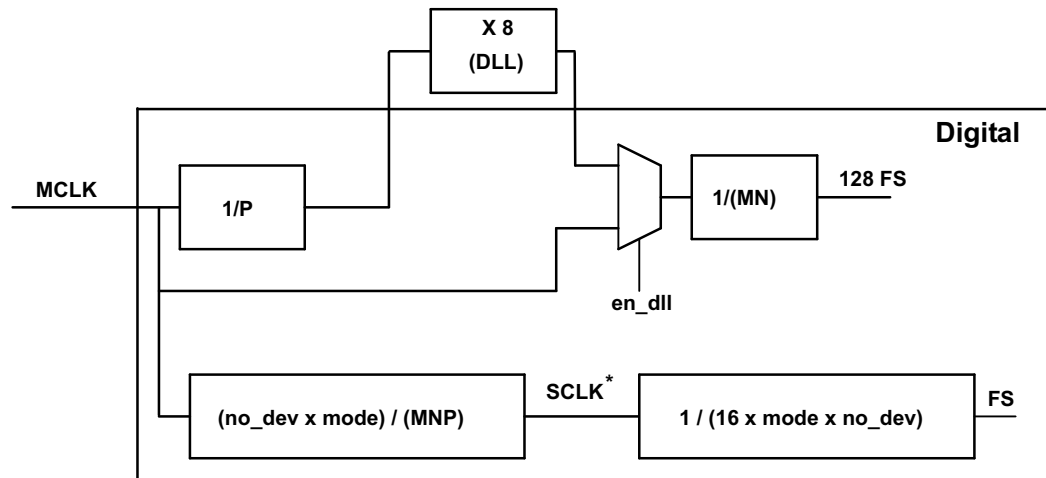 X 8
(DLL)
Digital
MCLK
1/P
1/(MN)
128 FS
en_dll
(no_dev x mode) / (MNP)
SCLK*
1 / (16 x mode x no_dev)
FS